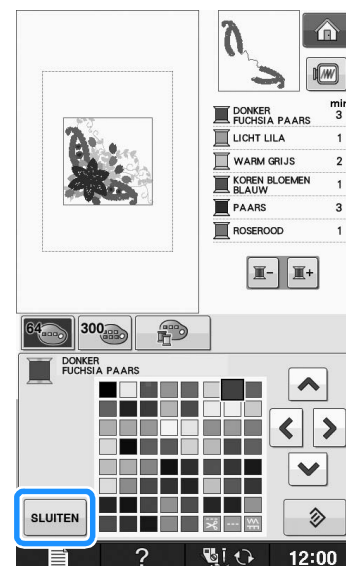 min
DONKER
FUCHSIA PAARS 3
LICHT LILA 1
WARM GRIJS 2
KOREN BLOEMEN
BLAUW 1
PAARS 3
ROSEROOD 1
64 300
DONKER
FUCHSIA PAARS
SLUITEN
? 12:00